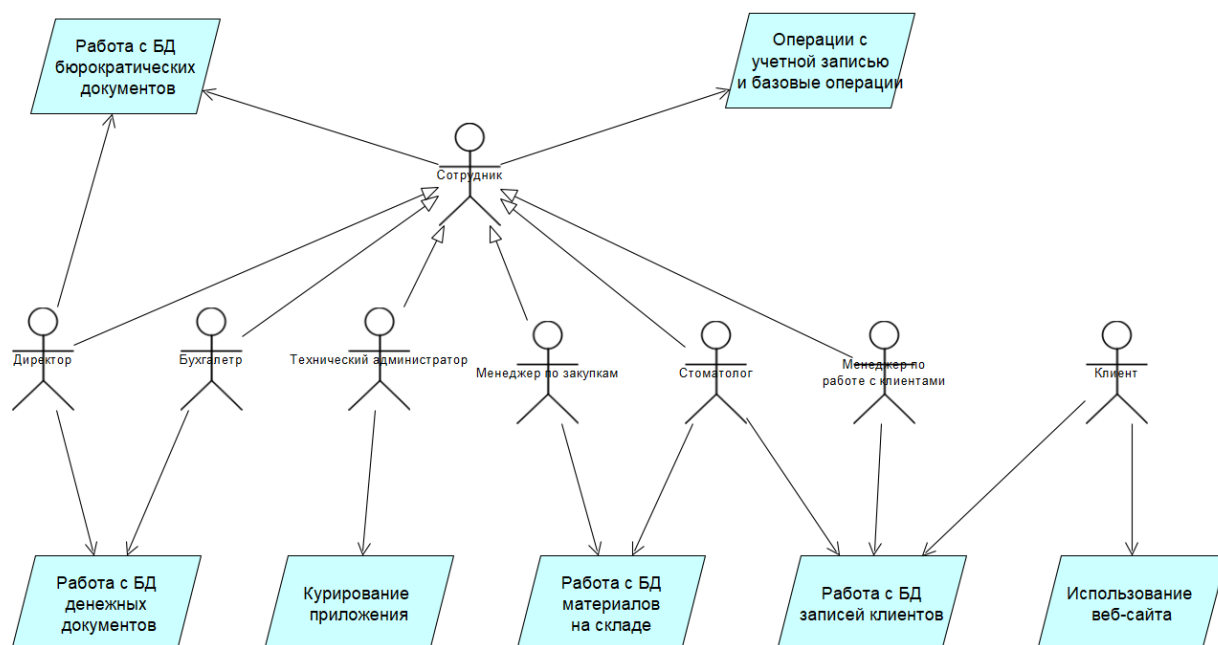 Работа с БД
бюрократических
документов
Операции с
учетной записью
и базовые операции
Сотрудник
Директор
Бухгалетр
Технический администратор
Менеджер по закупкам
Стоматолог
Менеджер по
работе с клиентами
Клиент
Работа с БД
денежных
документов
Курирование
приложения
Работа с БД
материалов
на складе
Работа с БД
записей клиентов
Использование
веб-сайта